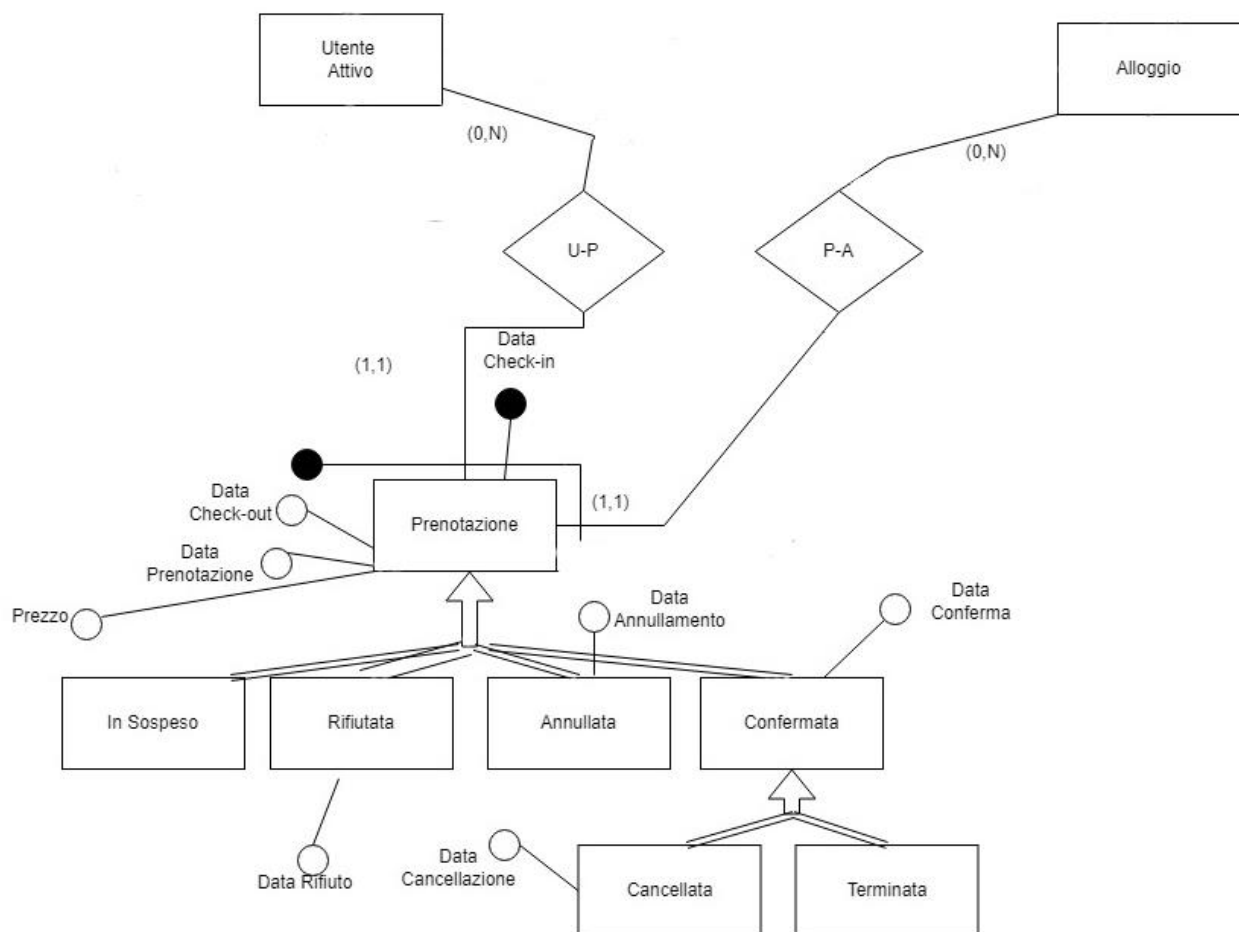 Utente
Attivo
Alloggio
(0,N)
(0,N)
U-P
P-A
Data
Check-in
(1,1)
Data
Check-out
(1,1)
Prenotazione
Data
Prenotazione
Prezzo
Data
Annullamento
Data
Conferma
In Sospeso
Rifiutata
Annullata
Confermata
Data
Cancellazione
Data Rifiuto
Cancellata
Terminata